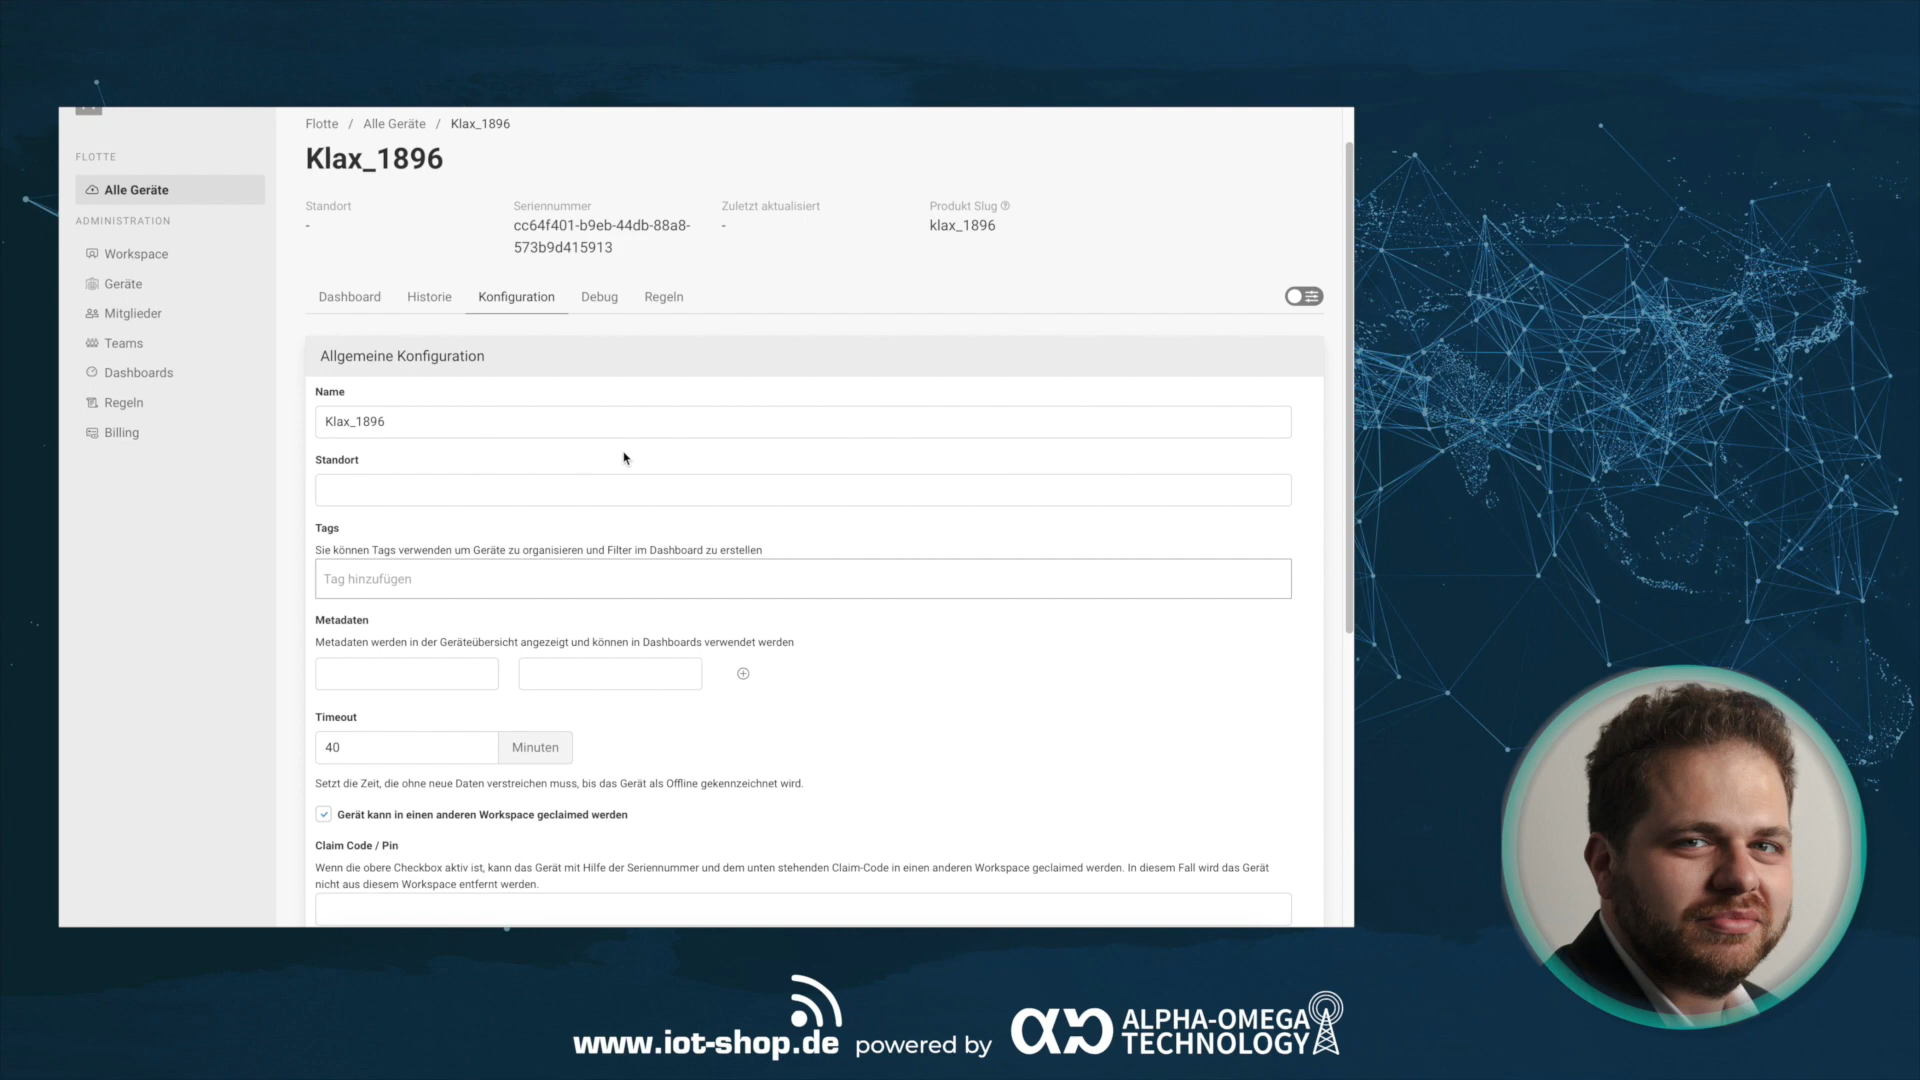 Flotte / Alle Geräte / Klax_1896
Klax_1896
FLOTTE
Alle Geräte
ADMINISTRATION
Workspace
Geräte
Mitglieder
Teams
Dashboards
Regeln
Billing
Standort
-
Seriennummer
cc64f401-b9eb-44db-88a8-
573b9d415913
Zuletzt aktualisiert
-
Produkt Slug
klax_1896
Dashboard Historie Konfiguration Debug Regeln
Allgemeine Konfiguration
Name
Klax_1896
Standort
Tags
Sie können Tags verwenden um Geräte zu organisieren und Filter im Dashboard zu erstellen
Tag hinzufügen
Metadaten
Metadaten werden in der Geräteübersicht angezeigt und können in Dashboards verwendet werden
Timeout
40 Minuten
Setzt die Zeit, die ohne neue Daten verstreichen muss, bis das Gerät als Offline gekennzeichnet wird.
Gerät kann in einen anderen Workspace geclaimed werden
Claim Code / Pin
Wenn die obere Checkbox aktiv ist, kann das Gerät mit Hilfe der Seriennummer und dem unten stehenden Claim-Code in einen anderen Workspace geclaimed werden. In diesem Fall wird das Gerät
nicht aus diesem Workspace entfernt werden.
www.iot-shop.de powered by
ALPHA-OMEGA
TECHNOLOGY